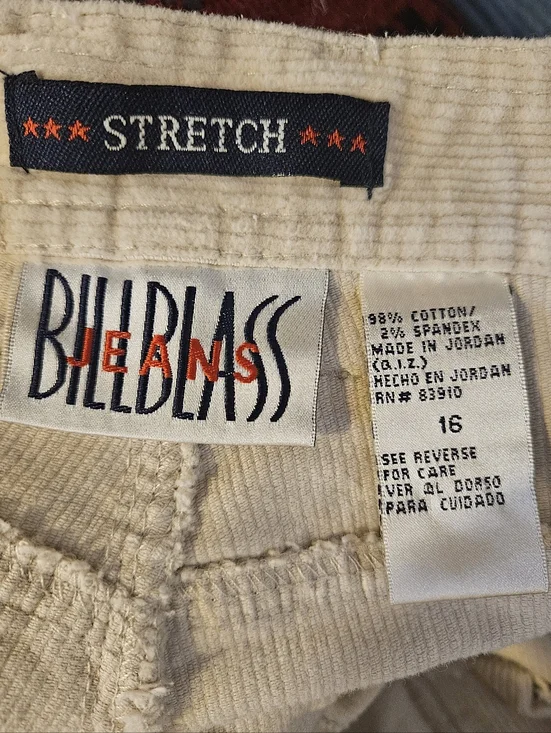 ★★★ STRETCH ★★★
BILLBLASS
JEANS
98% COTTON/
2% SPANDEX
MADE IN JORDAN
(Q.I.Z.)
HECHO EN JORDAN
RN# 83910
16
SEE REVERSE
FOR CARE
VER AL DORSO
PARA CUIDADO